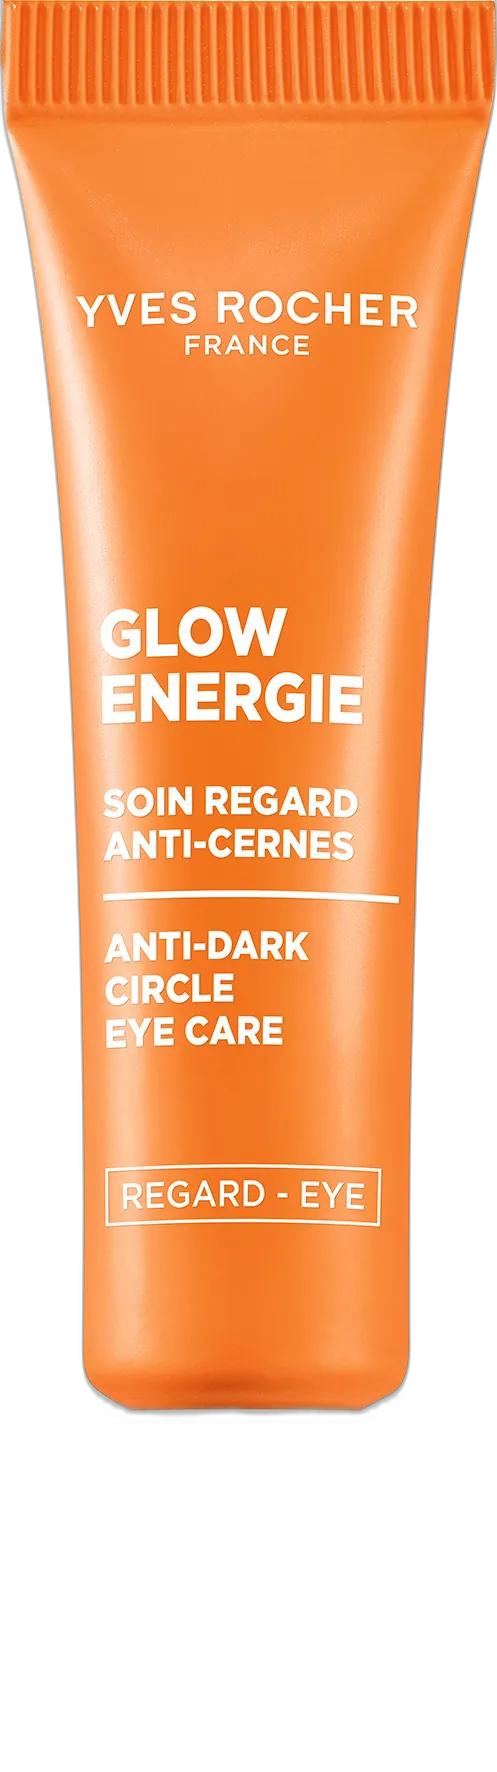 YVES ROCHER
FRANCE
GLOW
ENERGIE
SOIN REGARD
ANTI-CERNES
ANTI-DARK
CIRCLE
EYE CARE
REGARD - EYE